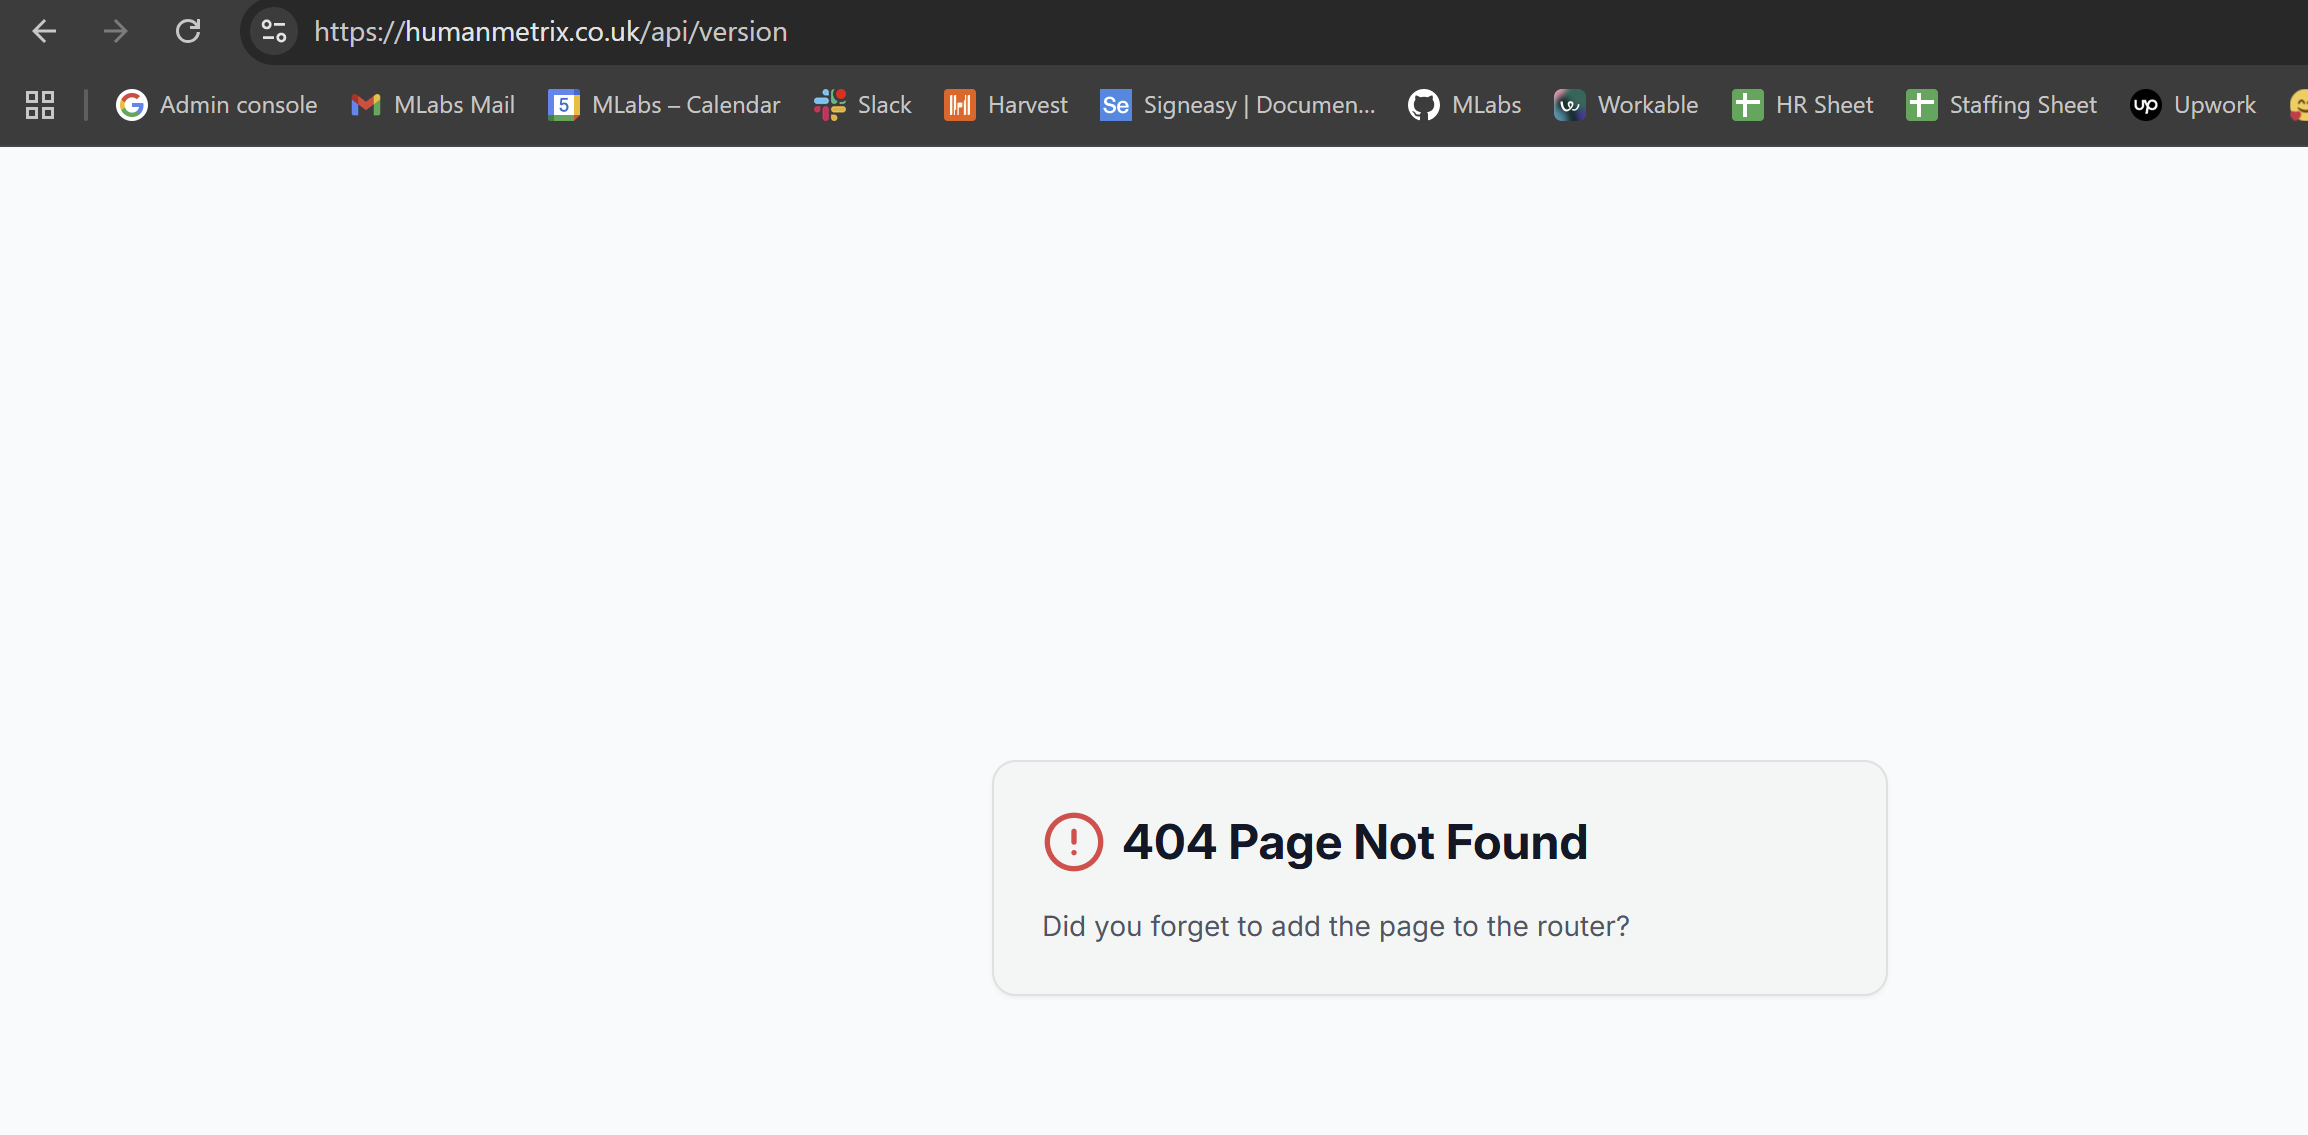 https://humanmetrix.co.uk/api/version
Admin console MLabs Mail 5 MLabs – Calendar Slack Harvest Se Signeasy | Documen... MLabs Workable HR Sheet Staffing Sheet up Upwork
404 Page Not Found
Did you forget to add the page to the router?